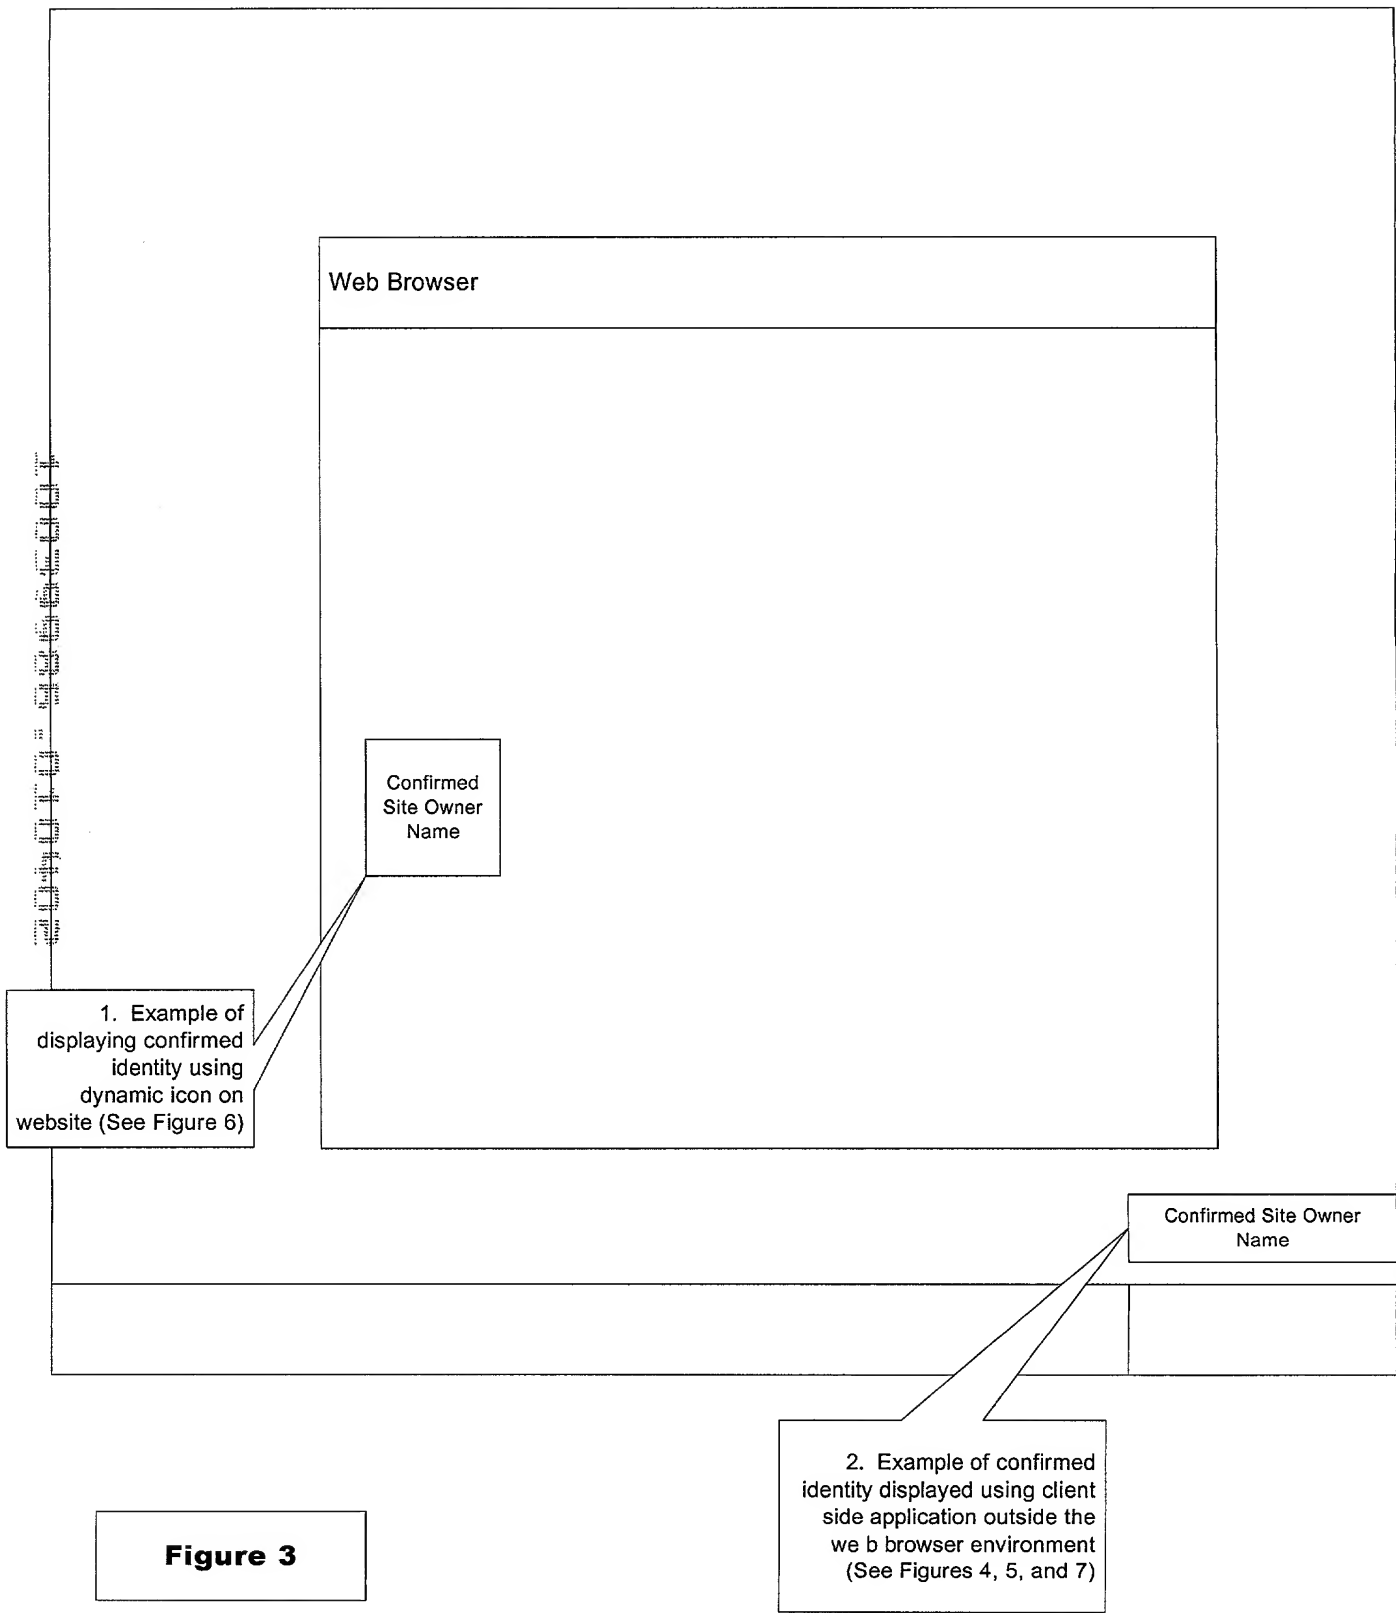 Web Browser
Confirmed
Site Owner
Name
1. Example of
displaying confirmed
identity using
dynamic icon on
website (See Figure 6)
Confirmed Site Owner
Name
2. Example of confirmed
identity displayed using client
side application outside the
we b browser environment
(See Figures 4, 5, and 7)
Figure 3